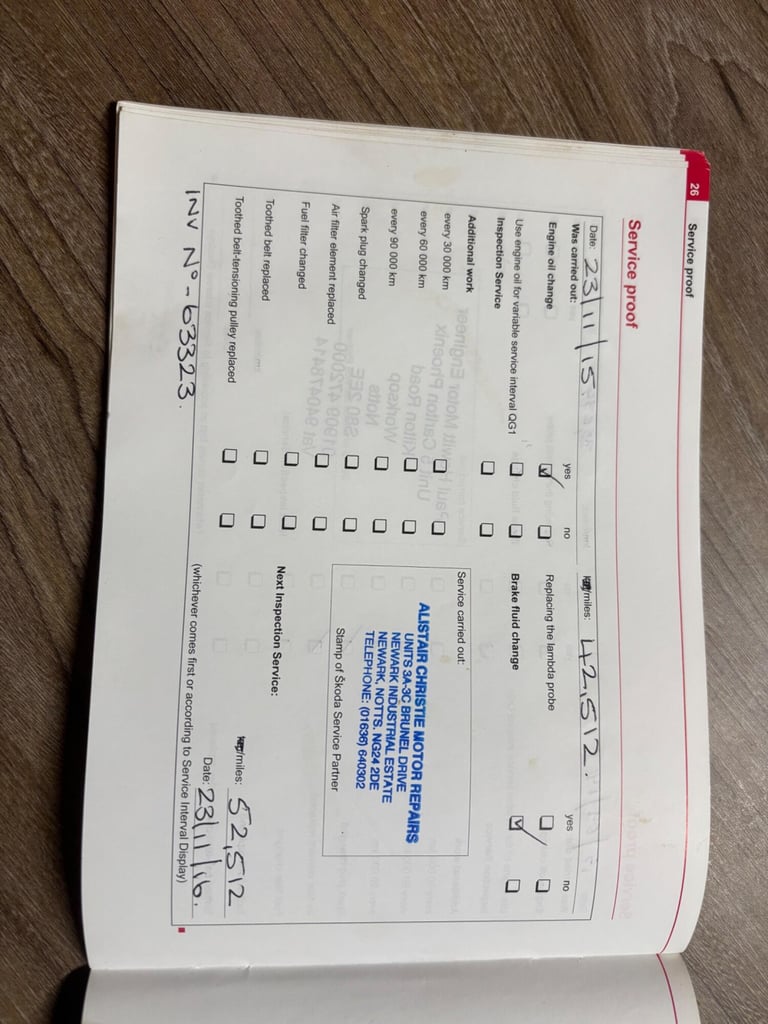 26
Service proof
Service proof
Date: 23/11/15.
/miles: 42,512.
Was carried out:
yes
no
yes
no
Engine oil change
Replacing the lambda probe
Use engine oil for variable service interval QG1
Brake fluid change
Inspection Service
Additional work
every 30 000 km
every 60 000 km
every 90 000 km
Spark plug changed
Air filter element replaced
Fuel filter changed
Toothed belt replaced
Toothed belt-tensioning pulley replaced
Service carried out:
ALISTAIR CHRISTIE MOTOR REPAIRS
UNITS 3A-3C BRUNEL DRIVE
NEWARK INDUSTRIAL ESTATE
NEWARK, NOTTS. NG24 2DE
TELEPHONE: (01636) 640302
Stamp of Škoda Service Partner
Next Inspection Service:
/miles: 52,512
Date: 23/11/16.
(whichever comes first or according to Service Interval Display)
INV Nº - 63323.